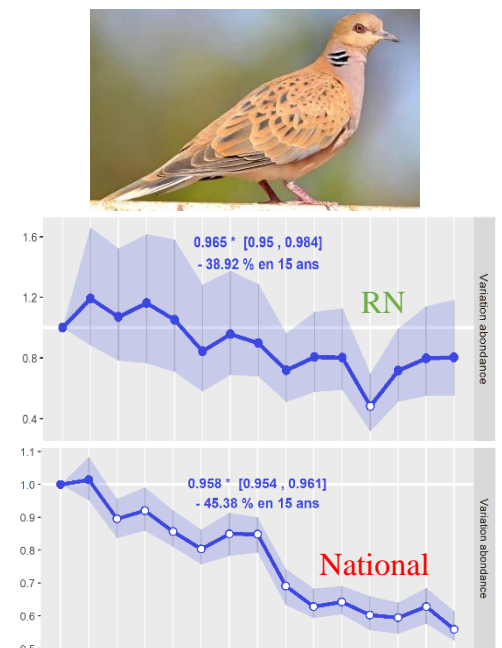 1.6
1.2
0.8
0.4
0.965 * [0.95 , 0.984]
- 38.92 % en 15 ans
RN
Variation abondance
1.1
1.0
0.9
0.8
0.7
0.6
0.5
0.958 * [0.954 , 0.961]
- 45.38 % en 15 ans
National
Variation abondance